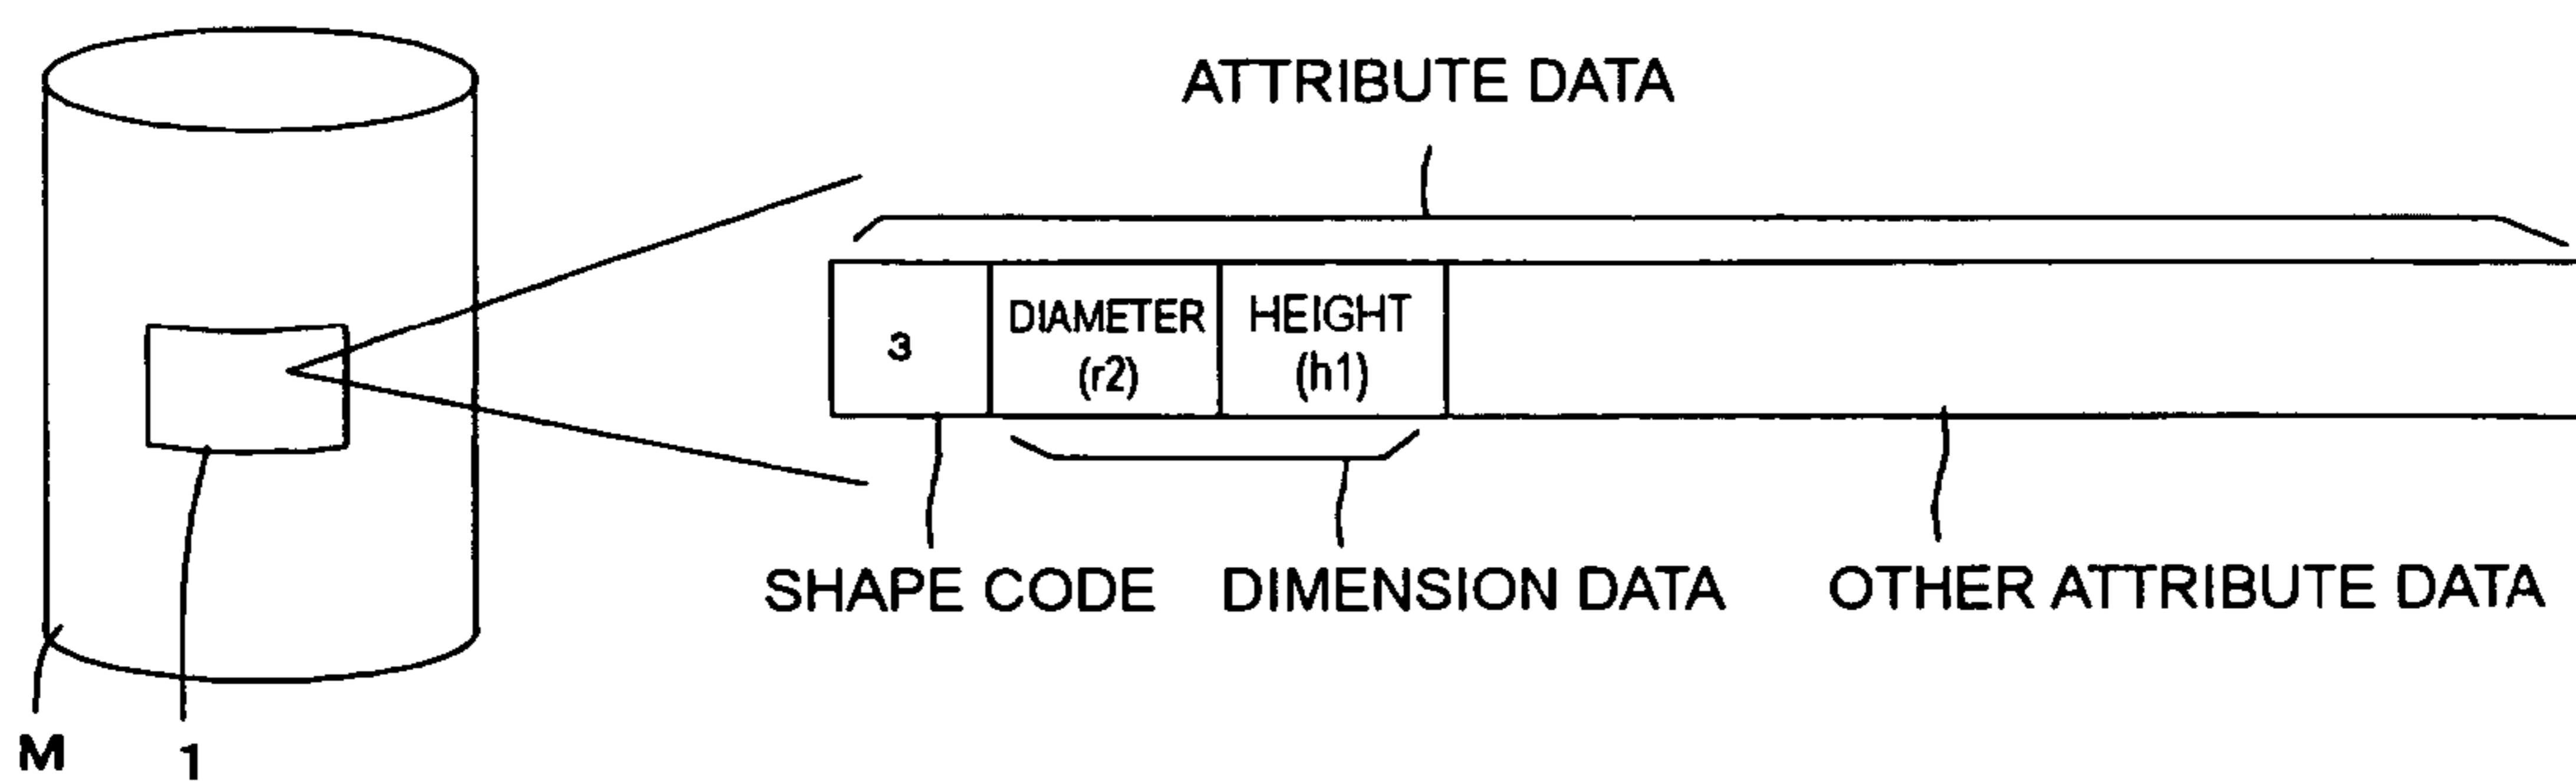 ATTRIBUTE DATA
3
DIAMETER
(r2)
HEIGHT
(h1)
SHAPE CODE
DIMENSION DATA
OTHER ATTRIBUTE DATA
M
1